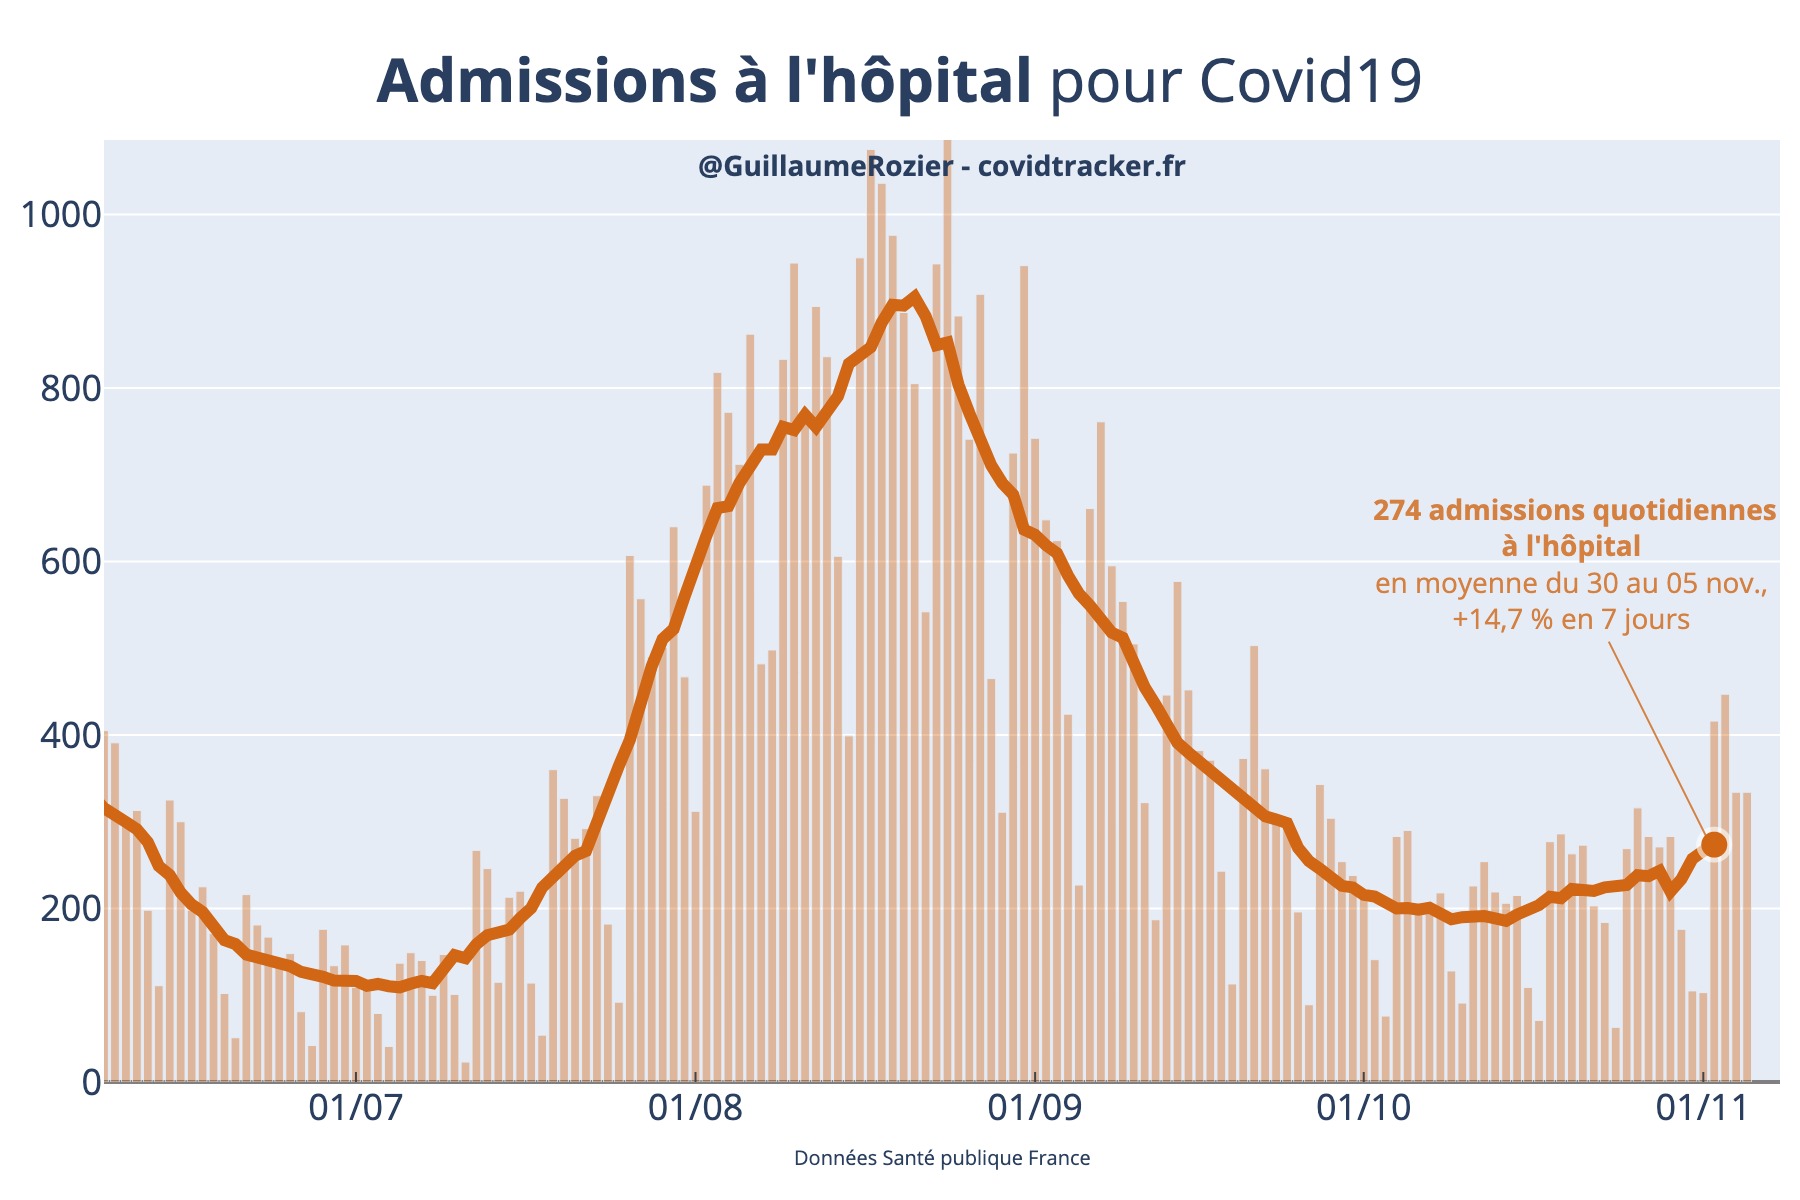 Admissions à l'hôpital pour Covid19
@GuillaumeRozier - covidtracker.fr
1000
800
600
400
200
0
274 admissions quotidiennes
à l'hôpital
en moyenne du 30 au 05 nov.,
+14,7 % en 7 jours
01/07 01/08 01/09 01/10 01/11
Données Santé publique France